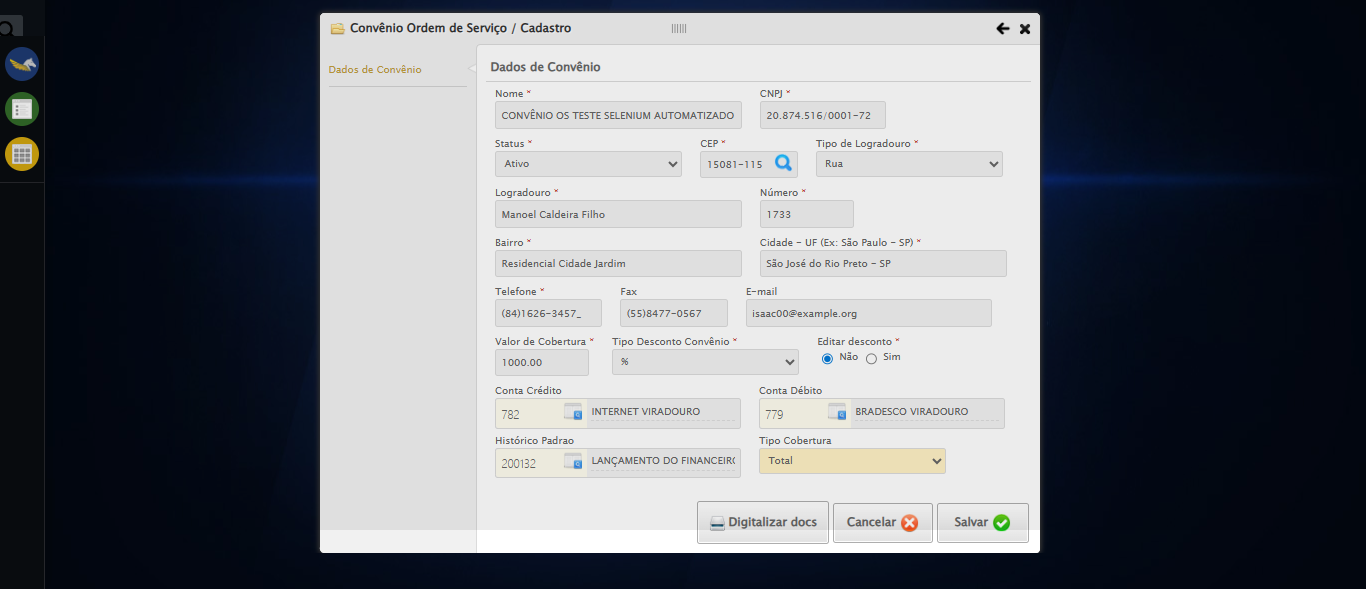 Convênio Ordem de Serviço / Cadastro
Dados de Convênio
Dados de Convênio
Nome * CNPJ *
CONVÊNIO OS TESTE SELENIUM AUTOMATIZADO 20.874.516/0001-72
Status * CEP * Tipo de Logradouro *
Ativo 15081-115 Rua
Logradouro * Número *
Manoel Caldeira Filho 1733
Bairro * Cidade - UF (Ex: São Paulo - SP) *
Residencial Cidade Jardim São José do Rio Preto - SP
Telefone * Fax E-mail
(84)1626-3457_ (55)8477-0567 isaac00@example.org
Valor de Cobertura * Tipo Desconto Convênio * Editar desconto *
1000.00 % Não Sim
Conta Crédito Conta Débito
782 INTERNET VIRADOURO 779 BRADESCO VIRADOURO
Histórico Padrao Tipo Cobertura
200132 LANÇAMENTO DO FINANCEIRO Total
Digitalizar docs Cancelar Salvar